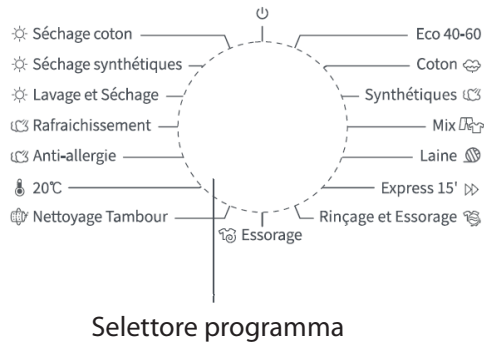 Séchage coton
Eco 40-60
Séchage synthétiques
Coton
Lavage et Séchage
Synthétiques
Rafraichissement
Mix
Anti-allergie
Laine
20℃
Express 15'
Nettoyage Tambour
Rinçage et Essorage
Essorage
Selettore programma